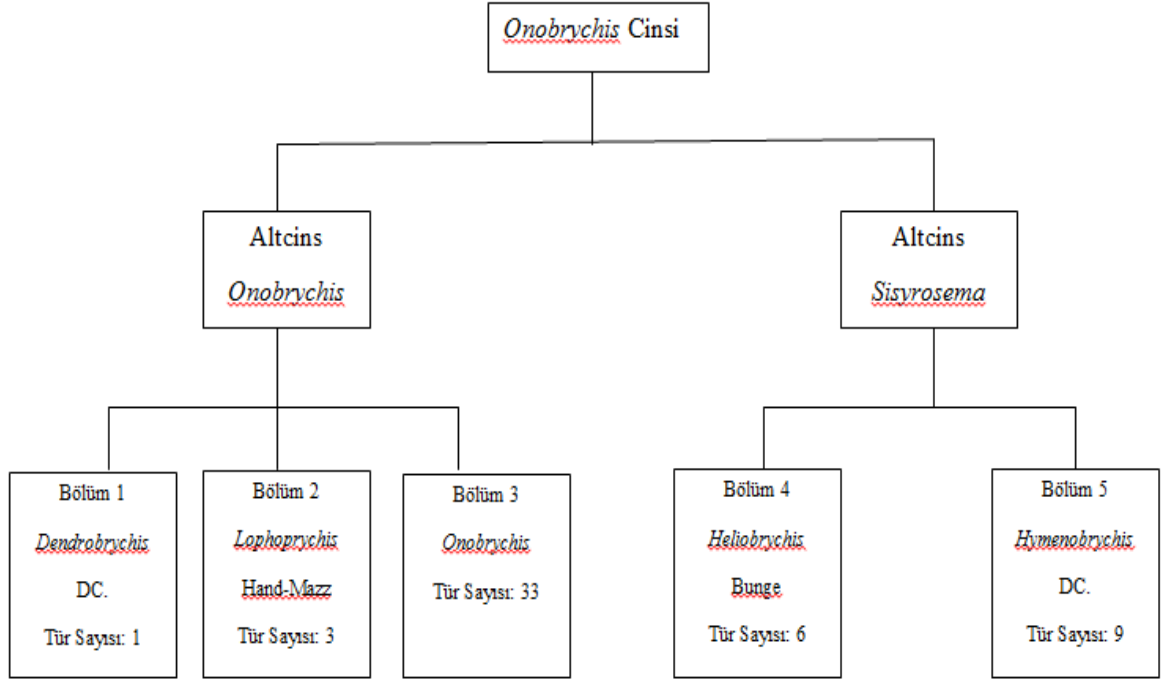 Onobrychis Cinsi
Altcins
Onobrychis
Altcins
Sisyrosema
Bölüm 1
Dendrobrychis
DC.
Tür Sayısı: 1
Bölüm 2
Lophoprychis
Hand-Mazz
Tür Sayısı: 3
Bölüm 3
Onobrychis
Tür Sayısı: 33
Bölüm 4
Heliobrychis
Bunge
Tür Sayısı: 6
Bölüm 5
Hymenobrychis
DC.
Tür Sayısı: 9